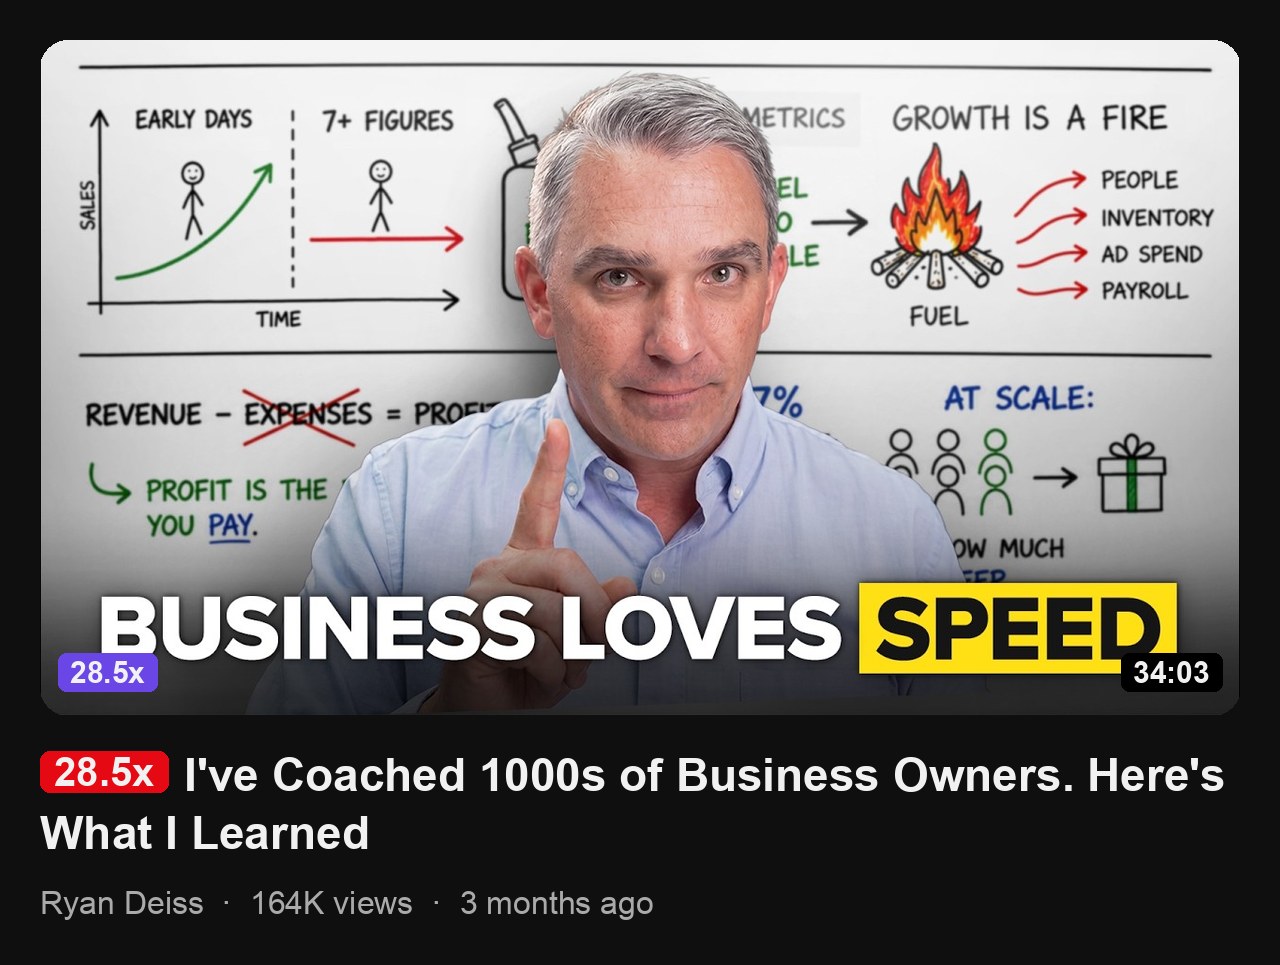 EARLY DAYS
7+ FIGURES
METRICS
GROWTH IS A FIRE
SALES
TIME
PEOPLE
INVENTORY
AD SPEND
PAYROLL
FUEL
REVENUE - EXPENSES = PROFIT
PROFIT IS THE
YOU PAY.
7%
AT SCALE:
MUCH
BUSINESS LOVES SPEED
28.5x
34:03
28.5x I've Coached 1000s of Business Owners. Here's
What I Learned
Ryan Deiss · 164K views · 3 months ago